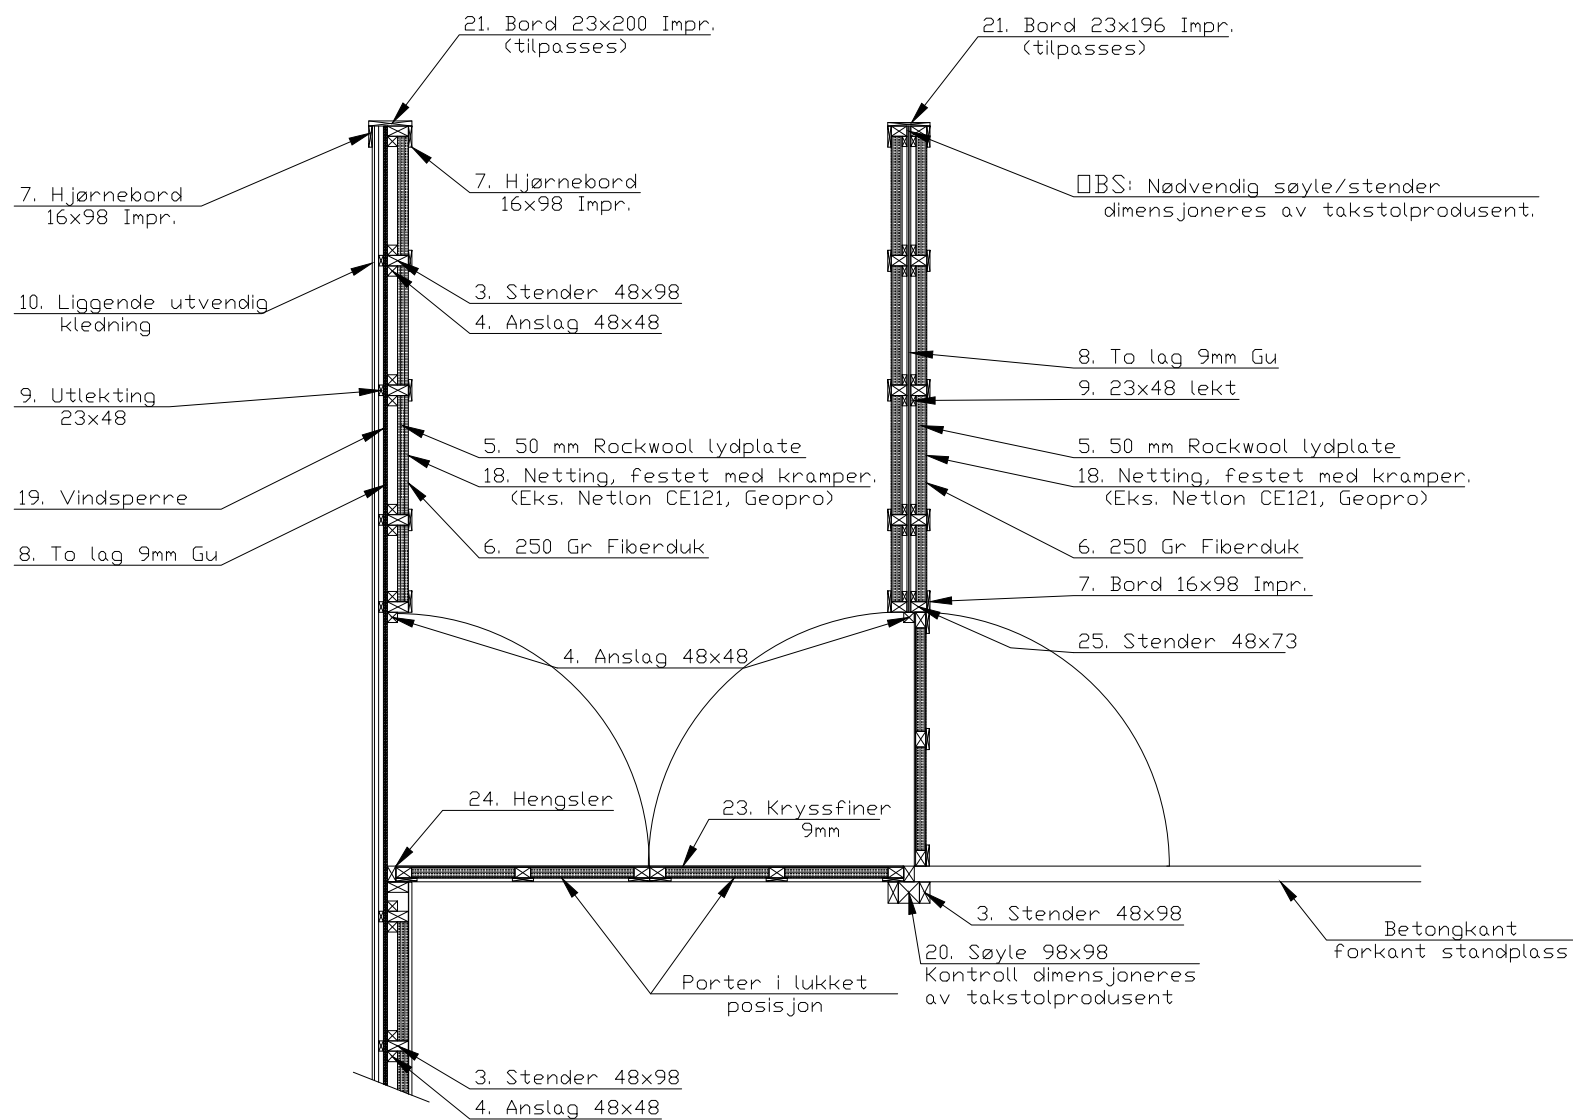 21. Bord 23x200 Impr.
(tilpasses)
21. Bord 23x196 Impr.
(tilpasses)
7. Hjørnebord
16x98 Impr.
7. Hjørnebord
16x98 Impr.
OBS: Nødvendig søyle/stender
dimensjoneres av takstolprodusent.
10. Liggende utvendig
kledning
3. Stender 48x98
4. Anslag 48x48
8. To lag 9mm Gu
9. 23x48 lekt
9. Utlekting
23x48
5. 50 mm Rockwool lydplate
18. Netting, festet med kramper.
(Eks. Netlon CE121, Geopro)
5. 50 mm Rockwool lydplate
18. Netting, festet med kramper.
(Eks. Netlon CE121, Geopro)
19. Vindsperre
8. To lag 9mm Gu
6. 250 Gr Fiberduk
6. 250 Gr Fiberduk
7. Bord 16x98 Impr.
4. Anslag 48x48
25. Stender 48x73
24. Hengsler
23. Kryssfiner
9mm
3. Stender 48x98
20. Søyle 98x98
Kontroll dimensjoneres
av takstolprodusent
Betongkant
forkant standplass
Porter i lukket
posisjon
3. Stender 48x98
4. Anslag 48x48